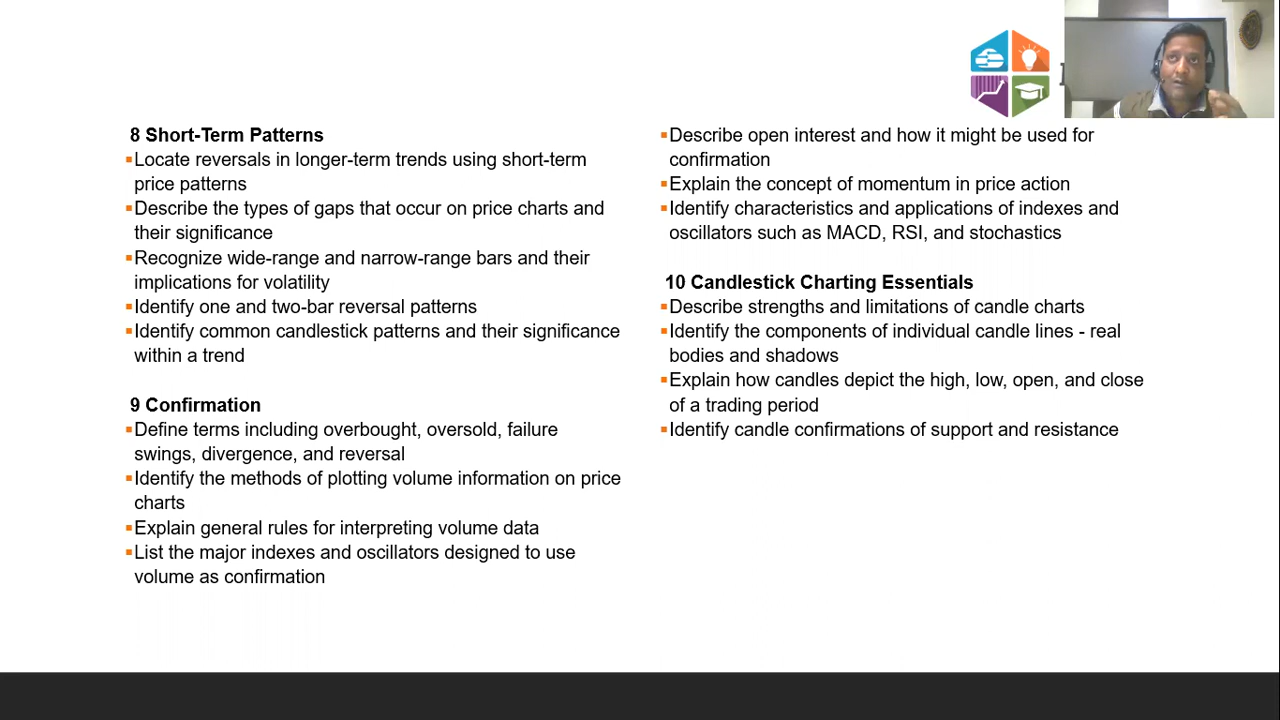 8 Short-Term Patterns
▪Locate reversals in longer-term trends using short-term
price patterns
▪Describe the types of gaps that occur on price charts and
their significance
▪Recognize wide-range and narrow-range bars and their
implications for volatility
▪Identify one and two-bar reversal patterns
▪Identify common candlestick patterns and their significance
within a trend
9 Confirmation
▪Define terms including overbought, oversold, failure
swings, divergence, and reversal
▪Identify the methods of plotting volume information on price
charts
▪Explain general rules for interpreting volume data
▪List the major indexes and oscillators designed to use
volume as confirmation
▪Describe open interest and how it might be used for
confirmation
▪Explain the concept of momentum in price action
▪Identify characteristics and applications of indexes and
oscillators such as MACD, RSI, and stochastics
10 Candlestick Charting Essentials
▪Describe strengths and limitations of candle charts
▪Identify the components of individual candle lines - real
bodies and shadows
▪Explain how candles depict the high, low, open, and close
of a trading period
▪Identify candle confirmations of support and resistance